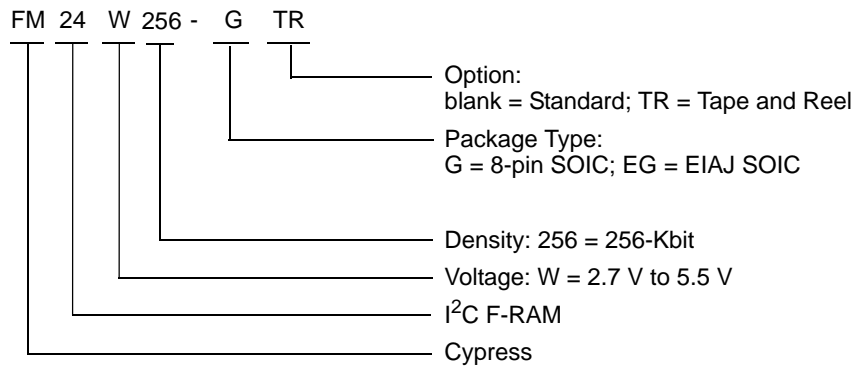 FM 24 W 256 - G TR
Option:
blank = Standard; TR = Tape and Reel
Package Type:
G = 8-pin SOIC; EG = EIAJ SOIC
Density: 256 = 256-Kbit
Voltage: W = 2.7 V to 5.5 V
I²C F-RAM
Cypress